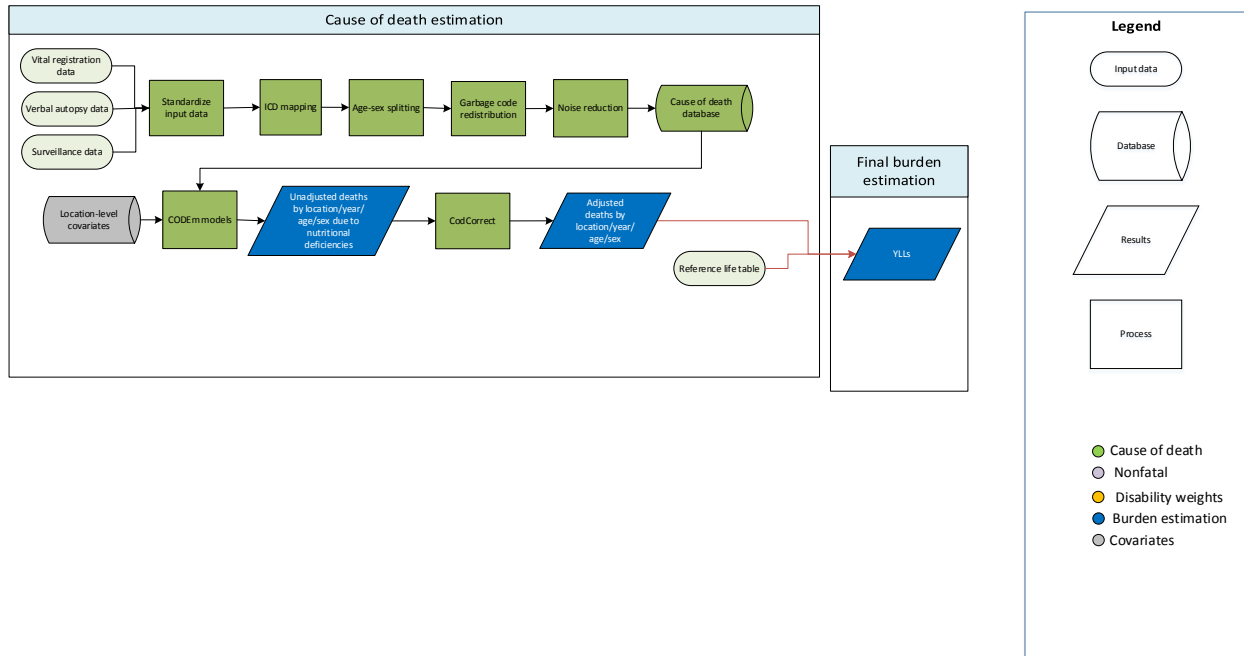 Cause of death estimation
Vital registration
data
Verbal autopsy data
Surveillance data
Standardize
input data
ICD mapping
Age-sex splitting
Garbage code
redistribution
Noise reduction
Cause of death
database
Location-level
covariates
CODEm models
Unadjusted deaths
by location/year/
age/sex due to
nutritional
deficiencies
CodCorrect
Adjusted
deaths by
location/year/
age/sex
Reference life table
Final burden
estimation
YLLs
Legend
Input data
Database
Results
Process
Cause of death
Nonfatal
Disability weights
Burden estimation
Covariates